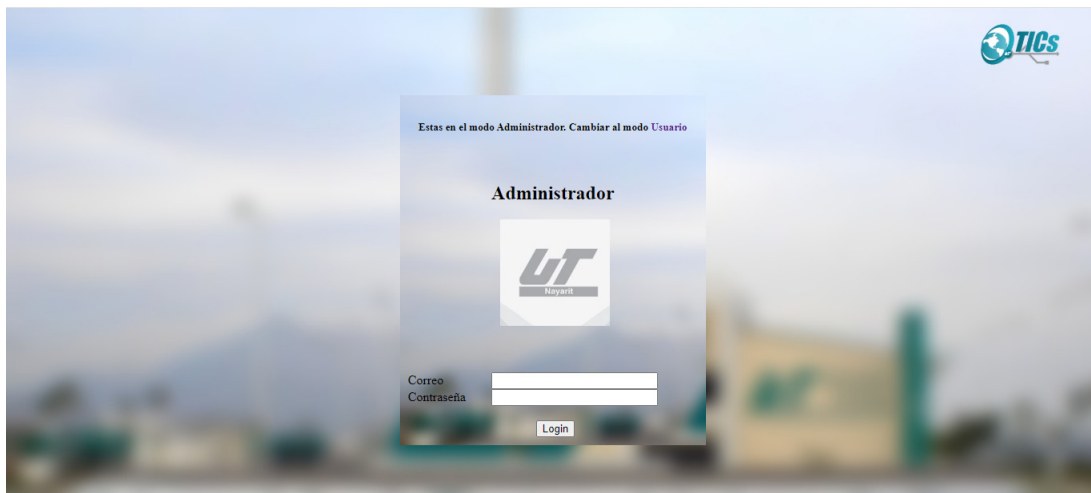 TICs
Estas en el modo Administrador. Cambiar al modo Usuario
Administrador
UT
Nayarit
Correo
Contraseña
Login